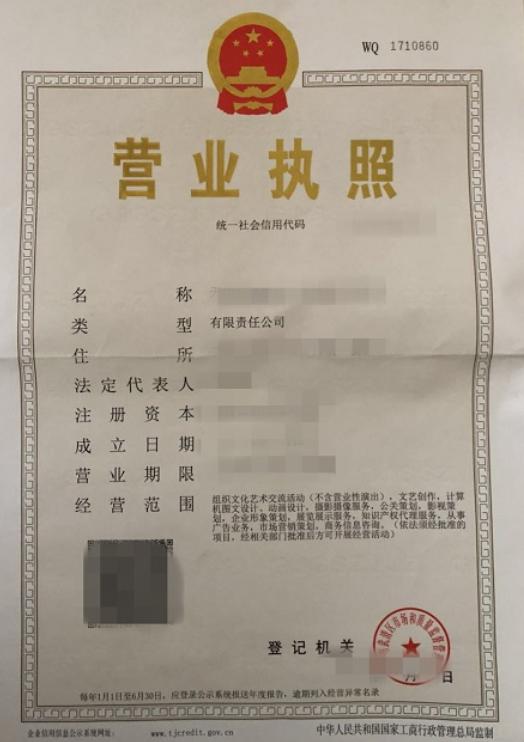 WQ 1710860
营业执照
统一社会信用代码
名称
类型 有限责任公司
住所
法定代表人
注册资本
成立日期
营业期限
经营范围 组织文化艺术交流活动（不含营业性演出），文艺创作，计算
机图文设计、动画设计，摄影摄像服务，公关策划，影视策
划，企业形象策划，展览展示服务，知识产权代理服务，从事
广告业务，市场营销策划，商务信息咨询。（依法须经批准的
项目，经相关部门批准后方可开展经营活动）
登记机关
月 日
每年1月1日至6月30日，应登录公示系统报送年度报告，逾期列入经营异常名录
企业信用信息公示系统网址： www.tjcredit.gov.cn 中华人民共和国国家工商行政管理总局监制